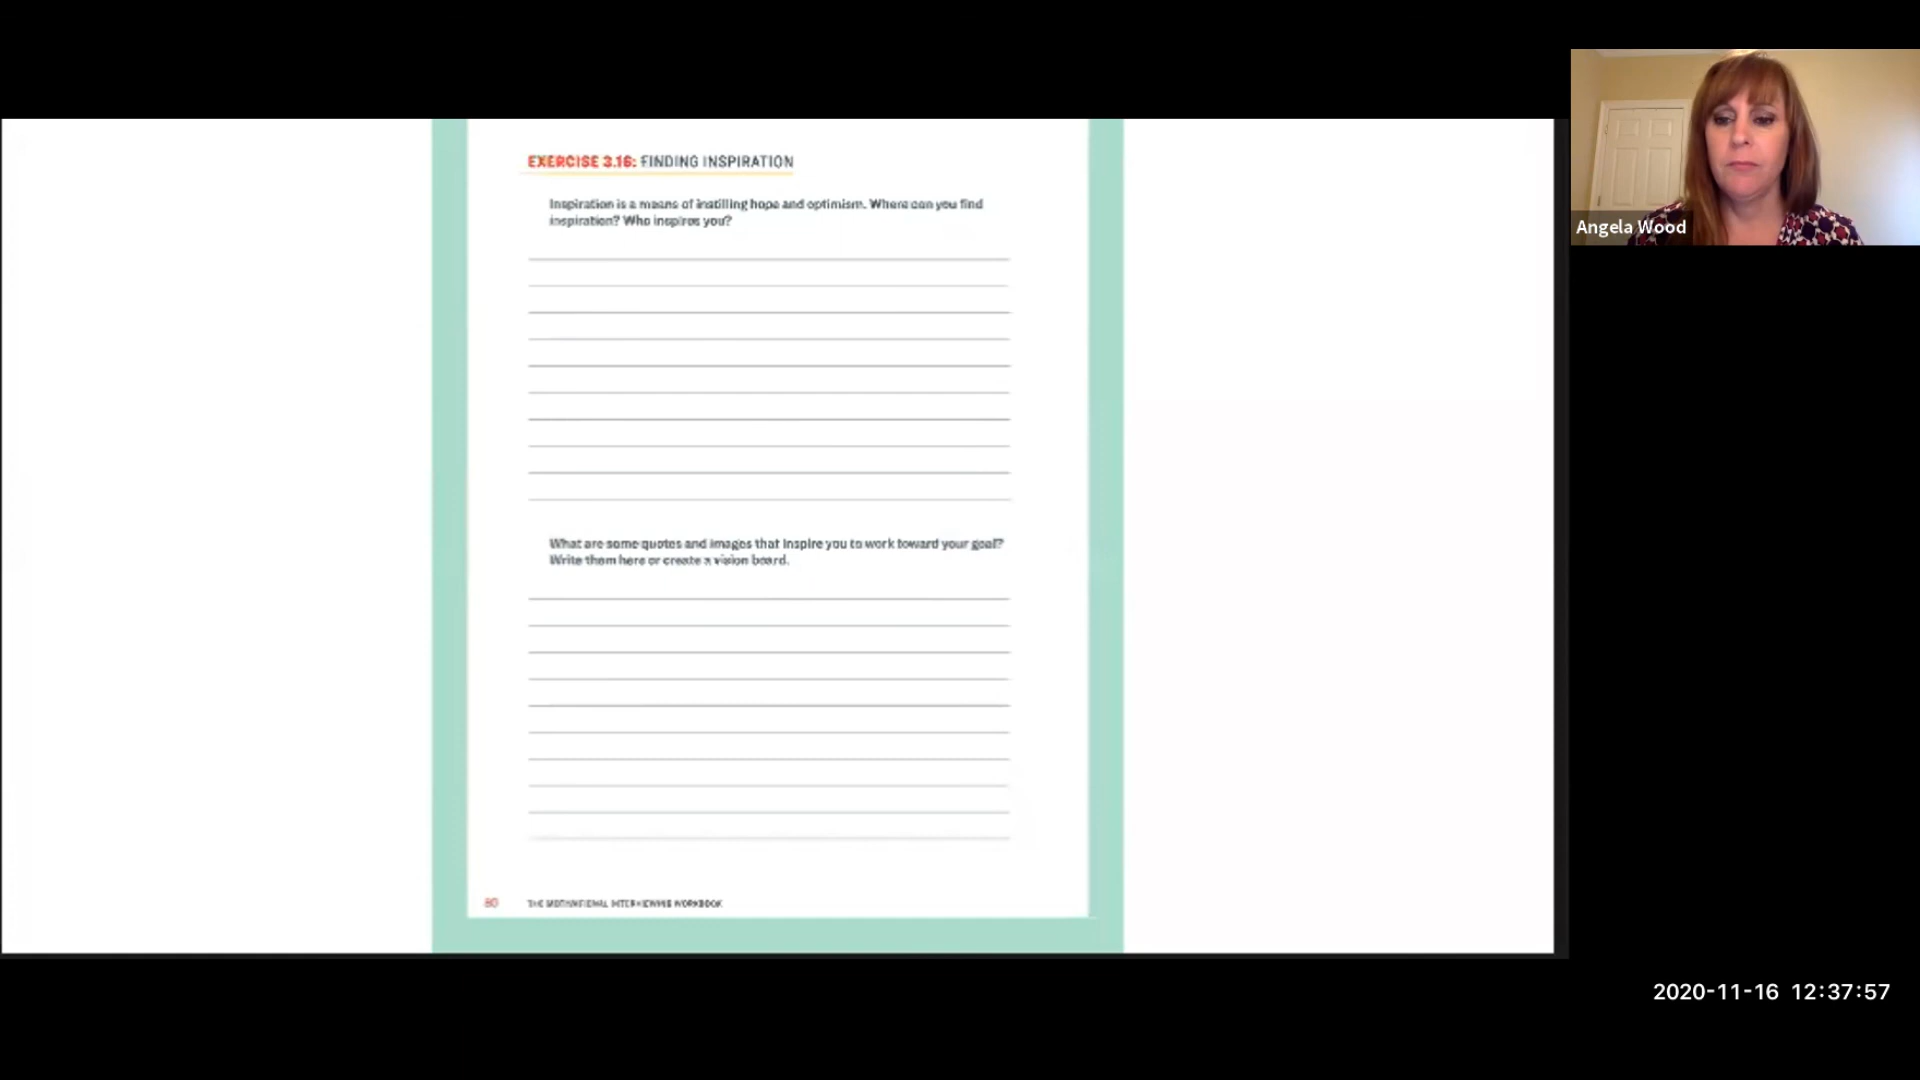 EXERCISE 3.16: FINDING INSPIRATION
Inspiration is a means of instilling hope and optimism. Where can you find
inspiration? Who inspires you?
What are some quotes and images that inspire you to work toward your goal?
Write them here or create a vision board.
80 THE MOTIVATIONAL INTERVIEWING WORKBOOK
Angela Wood
2020-11-16 12:37:57